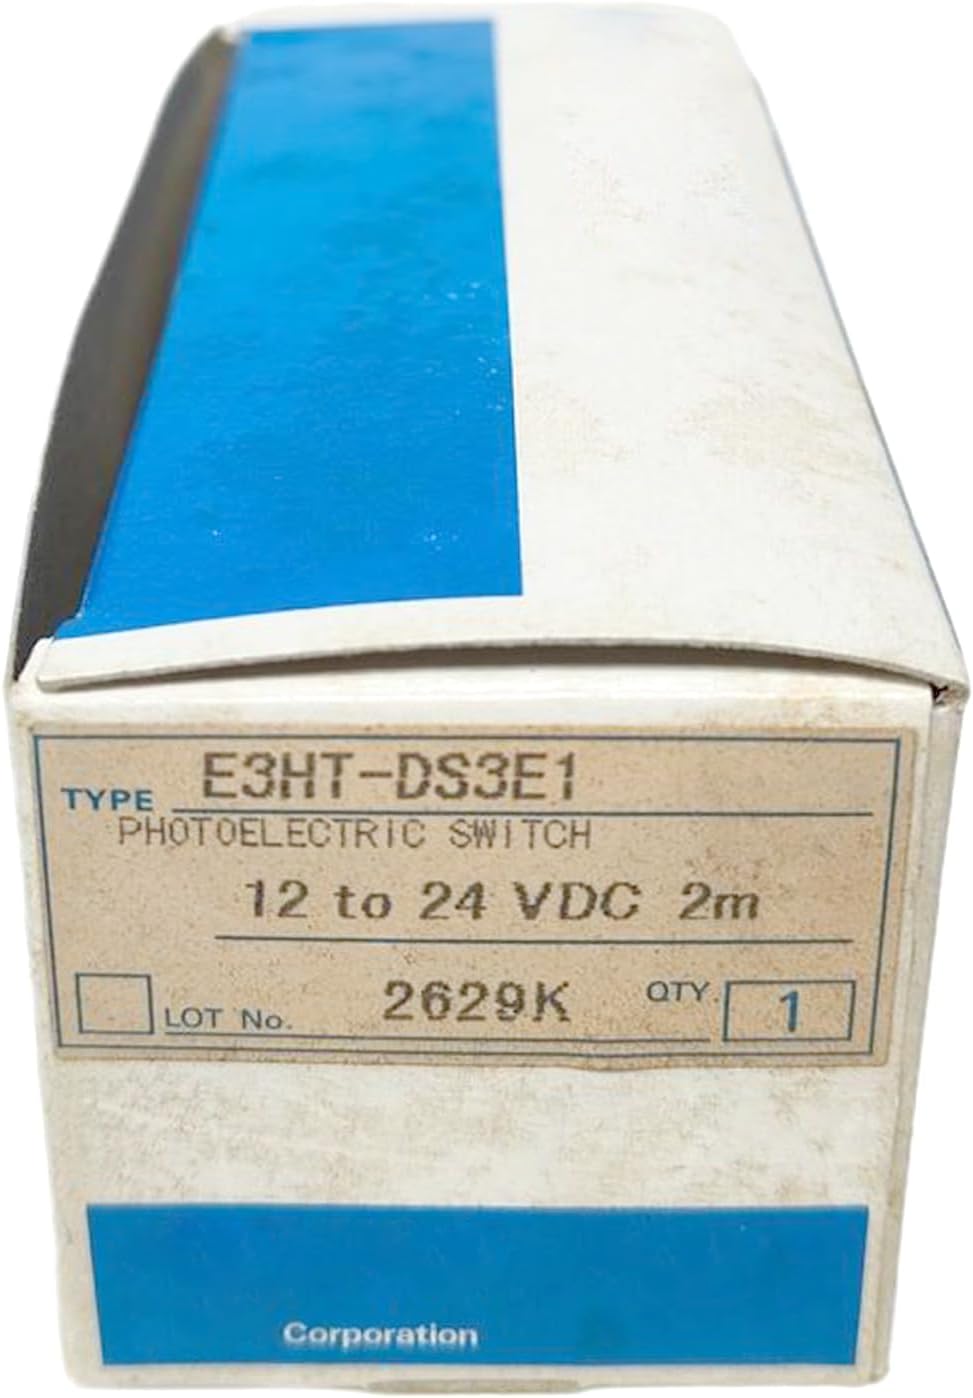 TYPE E3HT-DS3E1
PHOTOELECTRIC SWITCH
12 to 24 VDC 2m
LOT No. 2629K QTY. 1
Corporation